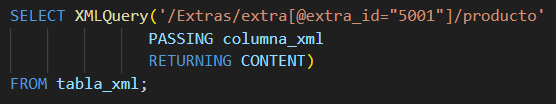 SELECT XMLQuery('/Extras/extra[@extra_id="5001"]/producto'
PASSING columna_xml
RETURNING CONTENT)
FROM tabla_xml;